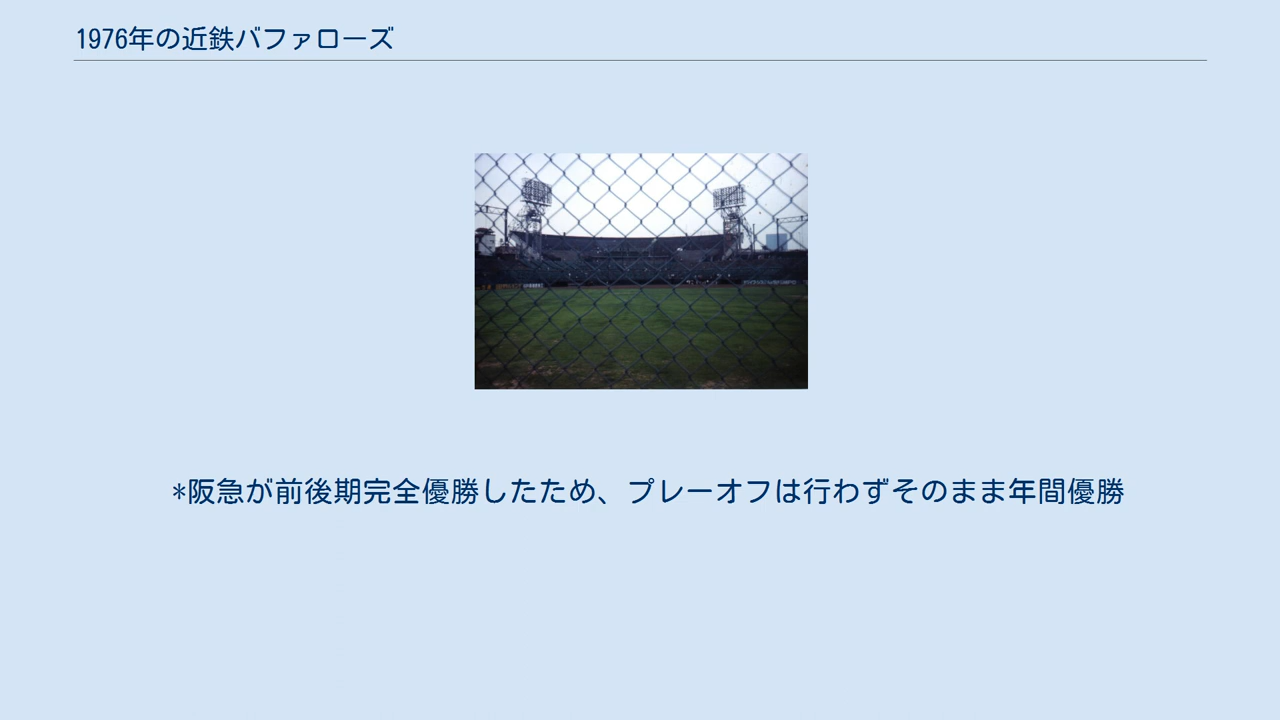 1976年の近鉄バファローズ
*阪急が前後期完全優勝したため、プレーオフは行わずそのまま年間優勝